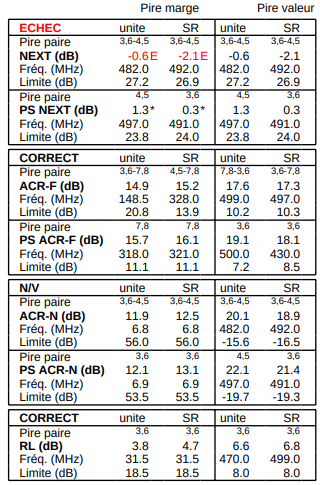 Pire marge Pire valeur
ECHEC unite SR unite SR
Pire paire 3,6-4,5 3,6-4,5 3,6-4,5 3,6-4,5
NEXT (dB) -0.6 E -2.1 E -0.6 -2.1
Fréq. (MHz) 482.0 492.0 482.0 492.0
Limite (dB) 27.2 26.9 27.2 26.9
Pire paire 4,5 3,6 4,5 3,6
PS NEXT (dB) 1.3* 0.3* 1.3 0.3
Fréq. (MHz) 497.0 491.0 497.0 491.0
Limite (dB) 23.8 24.0 23.8 24.0
CORRECT unite SR unite SR
Pire paire 3,6-7,8 4,5-7,8 7,8-3,6 3,6-7,8
ACR-F (dB) 14.9 15.2 17.6 17.3
Fréq. (MHz) 148.5 328.0 499.0 497.0
Limite (dB) 20.8 13.9 10.2 10.3
Pire paire 7,8 7,8 3,6 3,6
PS ACR-F (dB) 15.7 16.1 19.1 18.1
Fréq. (MHz) 318.0 321.0 500.0 430.0
Limite (dB) 11.1 11.1 7.2 8.5
N/V unite SR unite SR
Pire paire 3,6-4,5 3,6-4,5 3,6-4,5 3,6-4,5
ACR-N (dB) 11.9 12.5 20.1 18.9
Fréq. (MHz) 6.8 6.8 482.0 492.0
Limite (dB) 56.0 56.0 -15.6 -16.5
Pire paire 3,6 3,6 4,5 3,6
PS ACR-N (dB) 12.1 13.1 22.1 21.4
Fréq. (MHz) 6.9 6.9 497.0 491.0
Limite (dB) 53.5 53.5 -19.7 -19.3
CORRECT unite SR unite SR
Pire paire 3,6 3,6 3,6 3,6
RL (dB) 3.8 4.7 6.6 6.8
Fréq. (MHz) 31.5 31.5 470.0 499.0
Limite (dB) 18.5 18.5 8.0 8.0